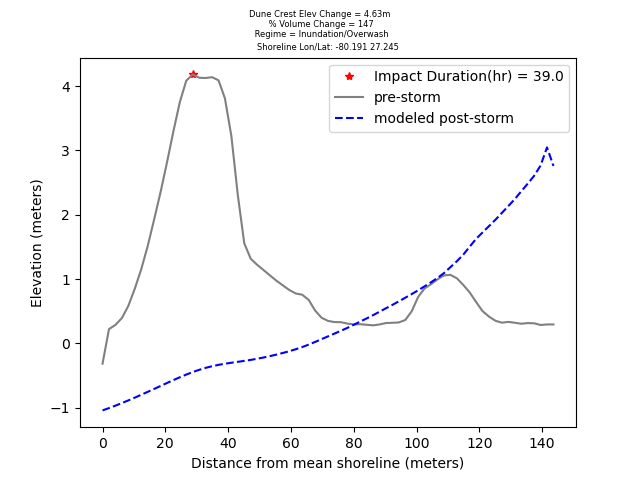 Dune Crest Elev Change = 4.63m
% Volume Change = 147
Regime = Inundation/Overwash
Shoreline Lon/Lat: -80.191 27.245
Impact Duration(hr) = 39.0
pre-storm
modeled post-storm
4
3
2
1
0
−1
Elevation (meters)
0 20 40 60 80 100 120 140
Distance from mean shoreline (meters)